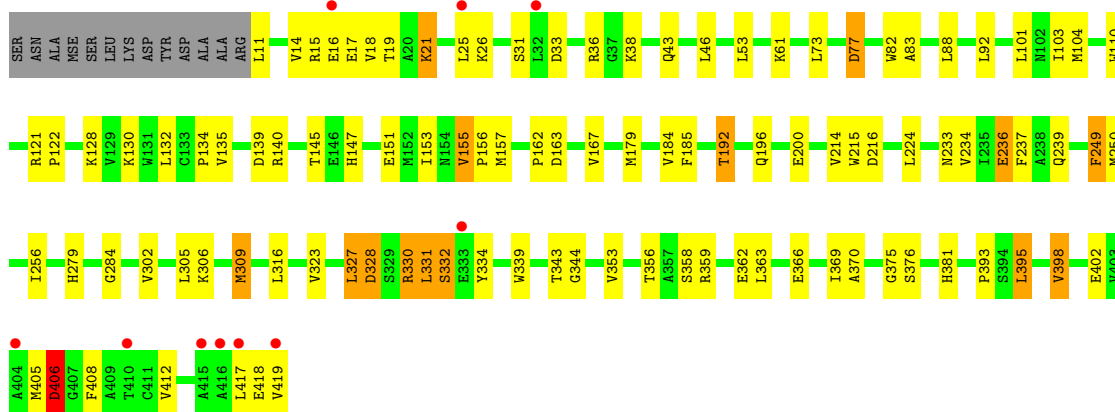 SER ASN ALA MSE SER LEU LYS ASP TYR ASP ALA ALA ARG L11 V14 R15 E16 E17 V18 T19 A20 K21 L25 K26 S31 L32 D33 R36 G37 K38 Q43 L46 L53 K61 L73 D77 W82 A83 L88 L92 L101 N102 I103 M104
R121 P122 K128 V129 K130 W131 L132 C133 P134 V135 D139 R140 T145 E146 H147 E151 M152 I153 N154 V155 P156 M157 P162 D163 V167 M179 V184 F185 T192 Q196 E200 V214 W215 D216 L224 N233 V234 I235 E236 F237 A238 Q239 F249
I256 H279 G284 V302 L305 K306 M309 L316 V323 L327 D328 S329 R330 L331 S332 E333 Y334 W339 T343 G344 V353 T356 A357 S358 R359 E362 L363 E366 I369 A370 G375 S376 H381 P393 S394 L395 V398 E402
A404 M405 D406 G407 F408 A409 T410 C411 V412 A415 A416 L417 E418 V419